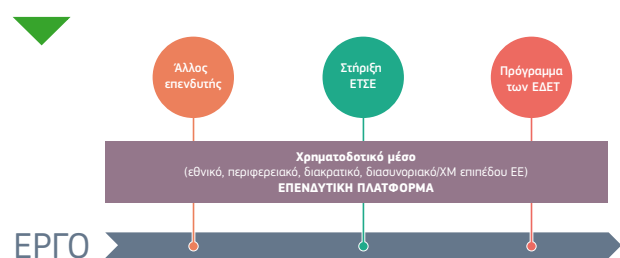 Άλλος
επενδυτής
Στήριξη
ΕΤΣΕ
Πρόγραμμα
των ΕΔΕΤ
Χρηματοδοτικό μέσο
(εθνικό, περιφερειακό, διακρατικό, διασυνοριακό/ΧΜ επιπέδου ΕΕ)
ΕΠΕΝΔΥΤΙΚΗ ΠΛΑΤΦΟΡΜΑ
ΕΡΓΟ